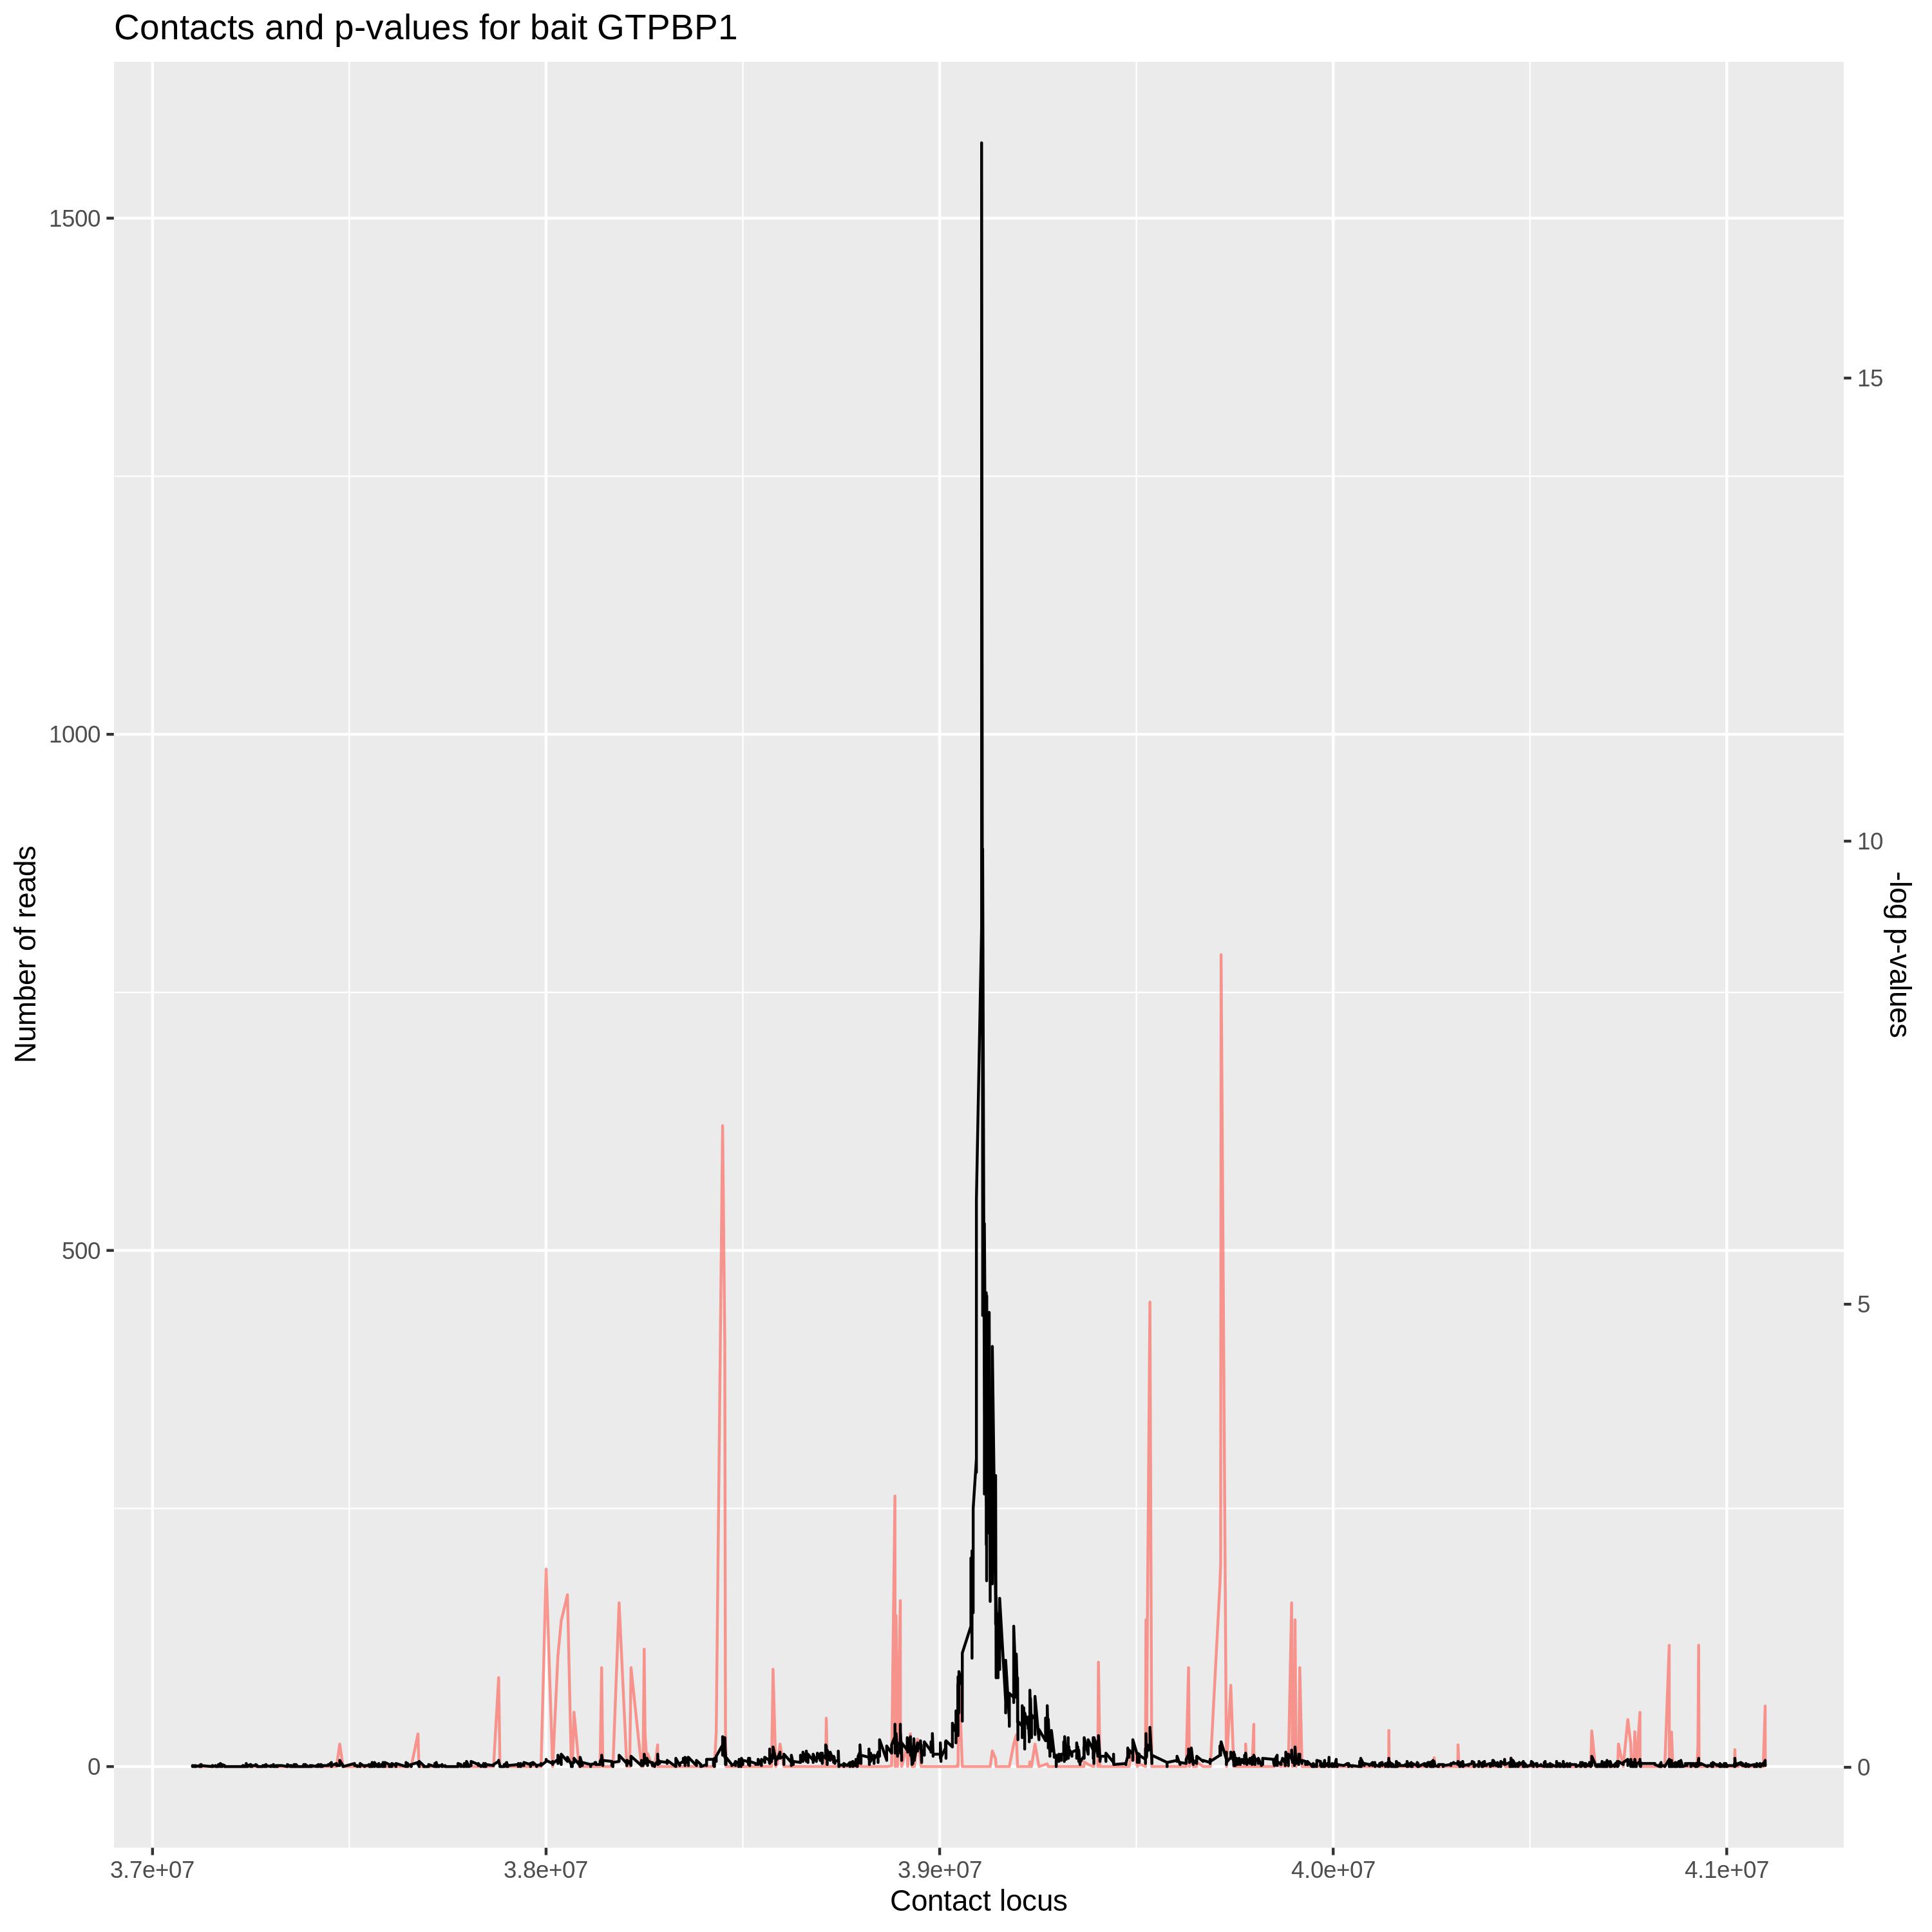 Contacts and p-values for bait GTPBP1
1500
1000
500
0
Number of reads
15
10
5
0
-log p-values
3.7e+07
3.8e+07
3.9e+07
4.0e+07
4.1e+07
Contact locus